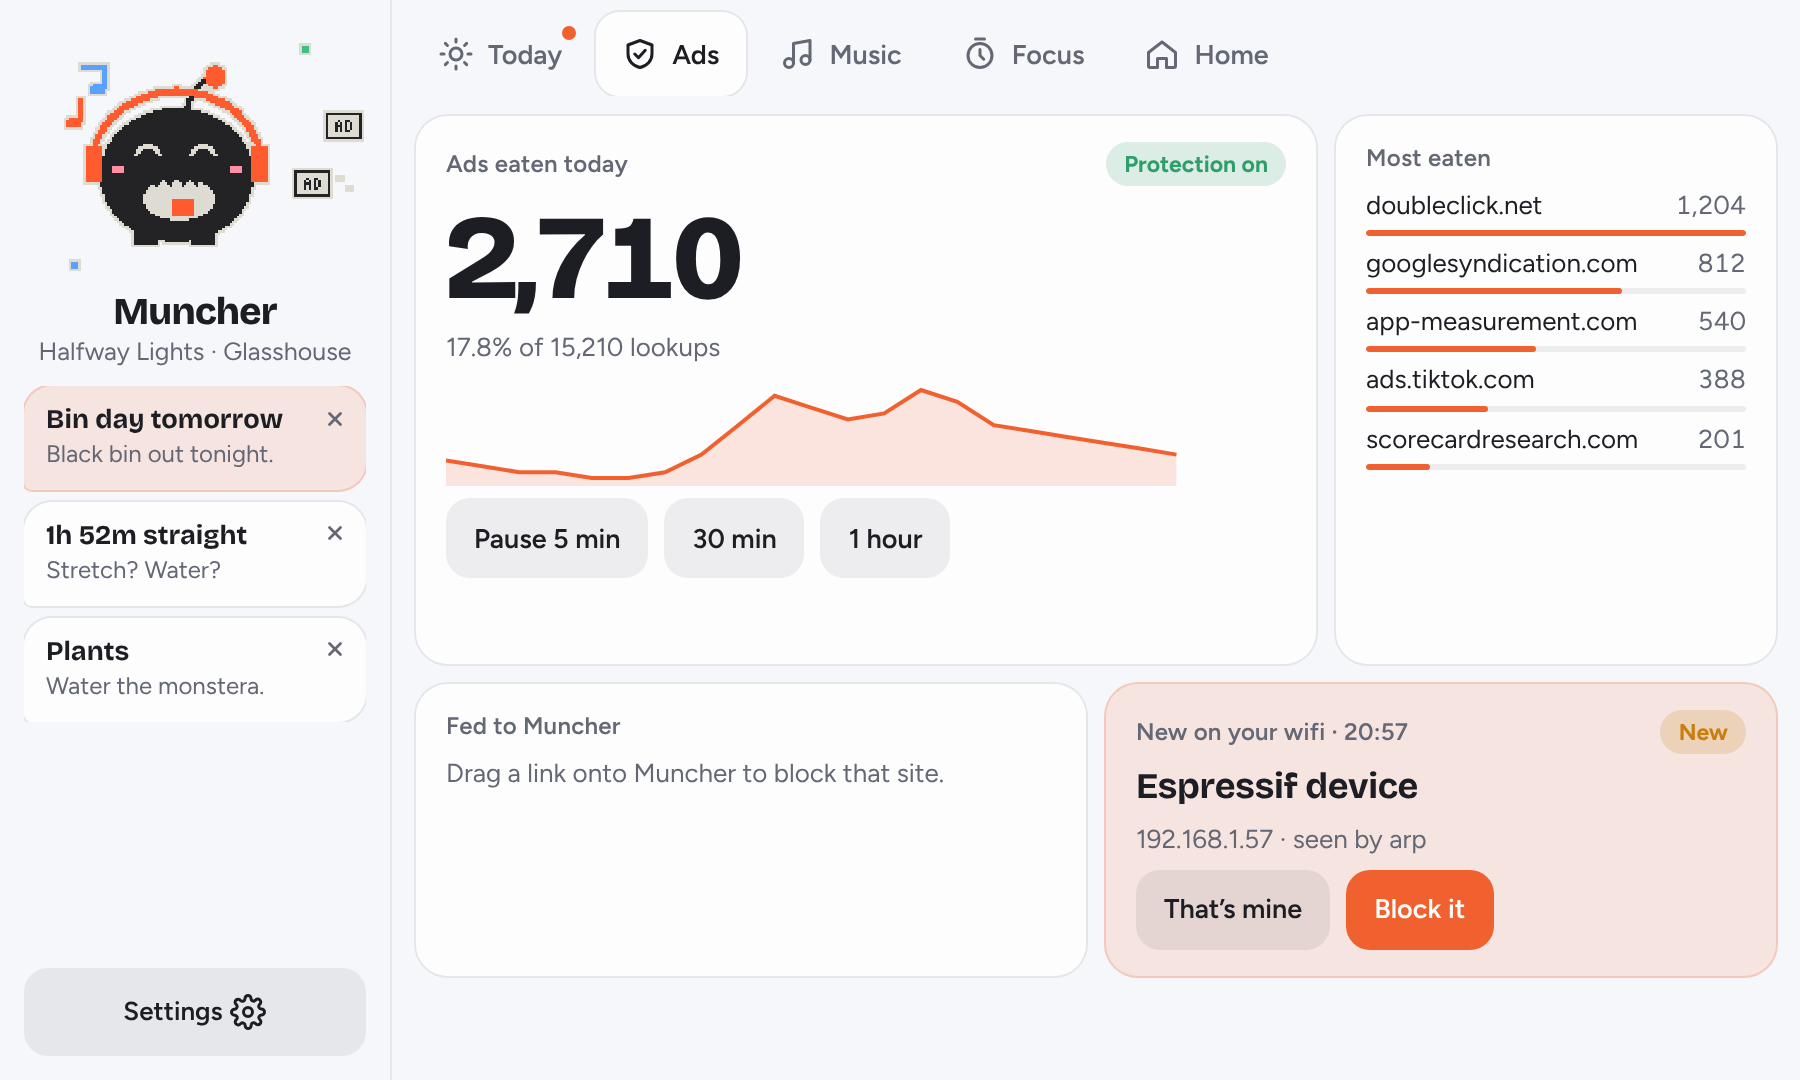 Today
Ads
Music
Focus
Home
AD
AD
Muncher
Halfway Lights · Glasshouse
Bin day tomorrow
Black bin out tonight.
1h 52m straight
Stretch? Water?
Plants
Water the monstera.
Settings
Ads eaten today
Protection on
2,710
17.8% of 15,210 lookups
Pause 5 min
30 min
1 hour
Most eaten
doubleclick.net 1,204
googlesyndication.com 812
app-measurement.com 540
ads.tiktok.com 388
scorecardresearch.com 201
Fed to Muncher
Drag a link onto Muncher to block that site.
New on your wifi · 20:57
New
Espressif device
192.168.1.57 · seen by arp
That’s mine
Block it